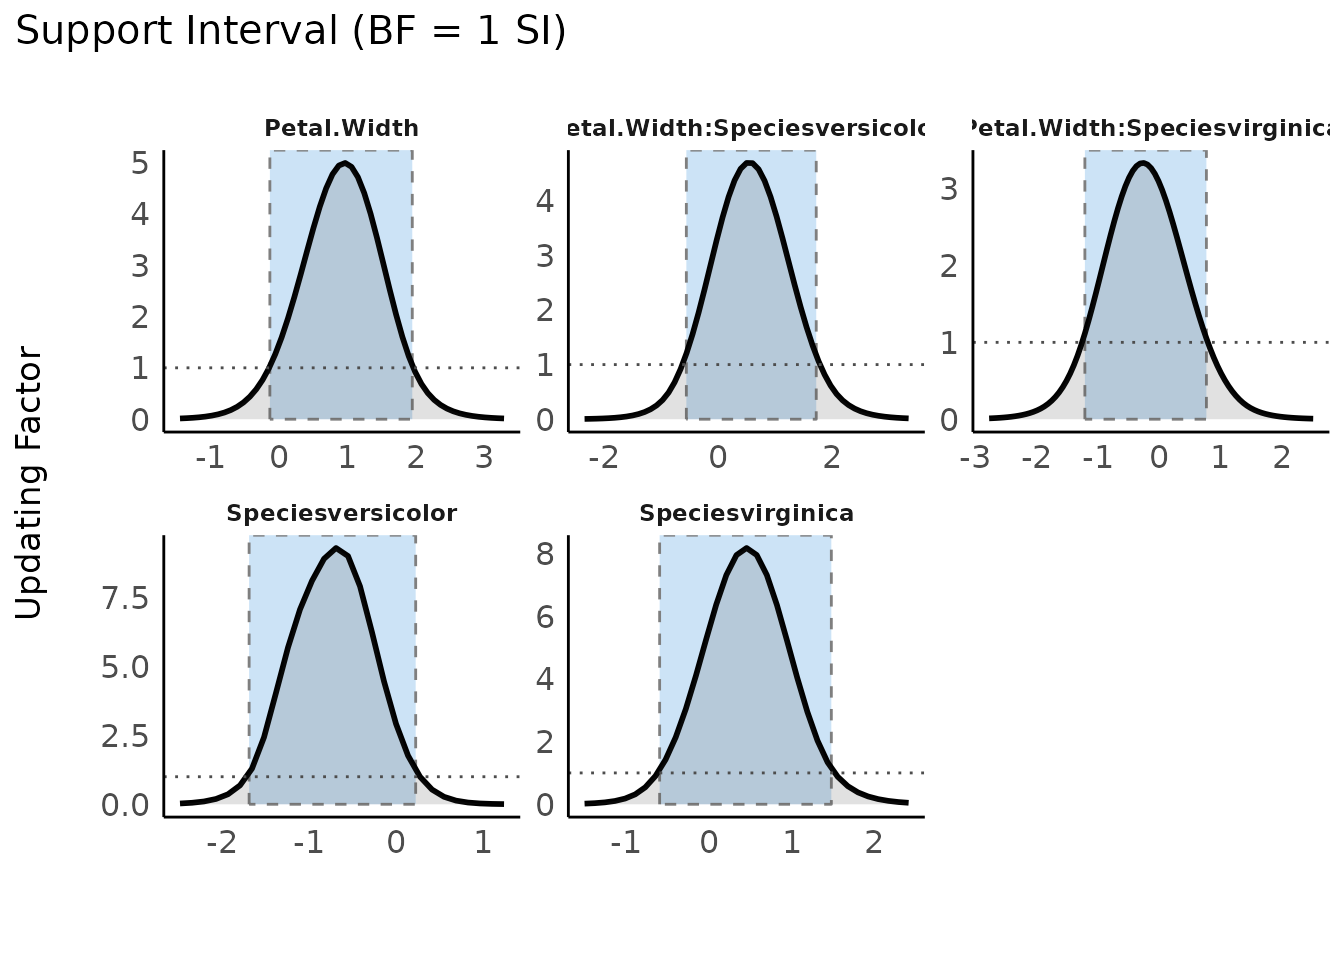 Support Interval (BF = 1 SI)
Petal.Width
etal.Width:Speciesversicolo
Petal.Width:Speciesvirginica
5
4
3
2
1
0
-1 0 1 2 3
4
3
2
1
0
-2 0 2
3
2
1
0
-3 -2 -1 0 1 2
Updating Factor
Speciesversicolor
Speciesvirginica
7.5
5.0
2.5
0.0
-2 -1 0 1
8
6
4
2
0
-1 0 1 2